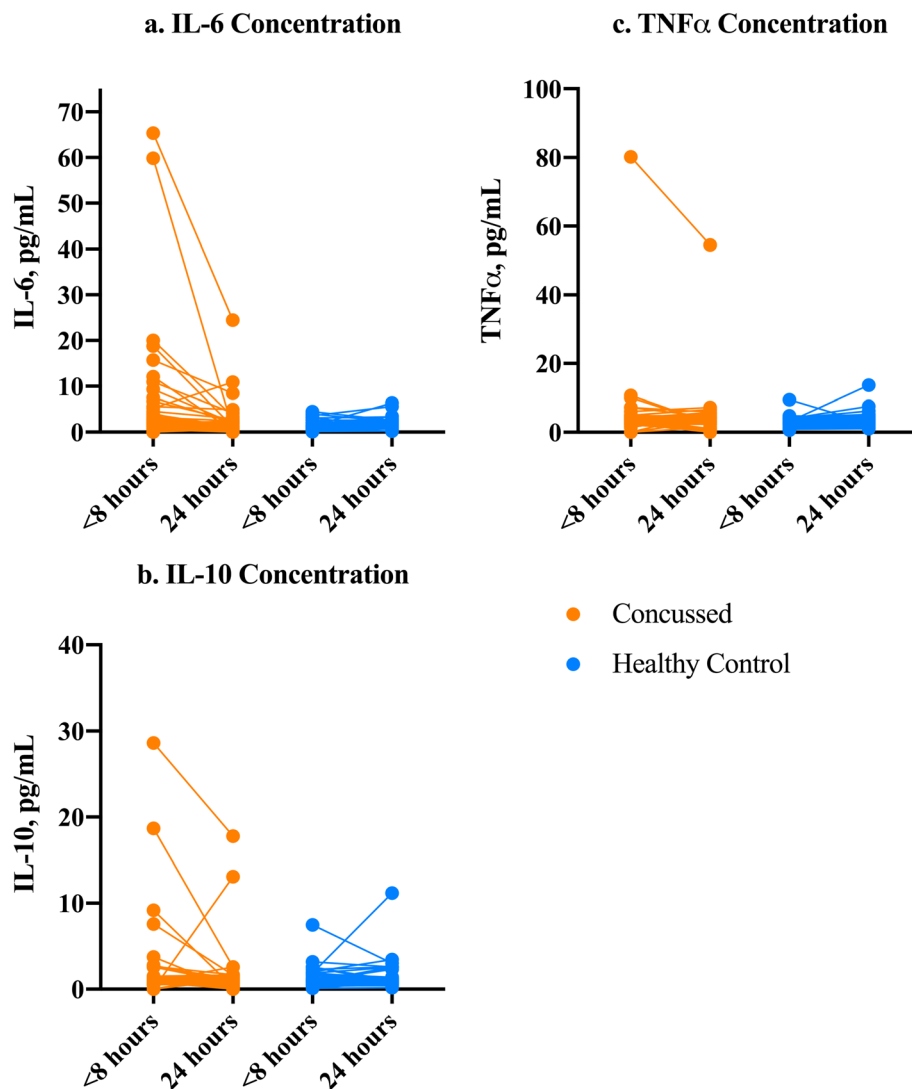 a. IL-6 Concentration
IL-6, pg/mL
70
60
50
40
30
20
10
0
<8 hours
24 hours
<8 hours
24 hours
c. TNFα Concentration
TNFα, pg/mL
100
80
60
40
20
0
<8 hours
24 hours
<8 hours
24 hours
b. IL-10 Concentration
IL-10, pg/mL
40
30
20
10
0
<8 hours
24 hours
<8 hours
24 hours
Concussed
Healthy Control